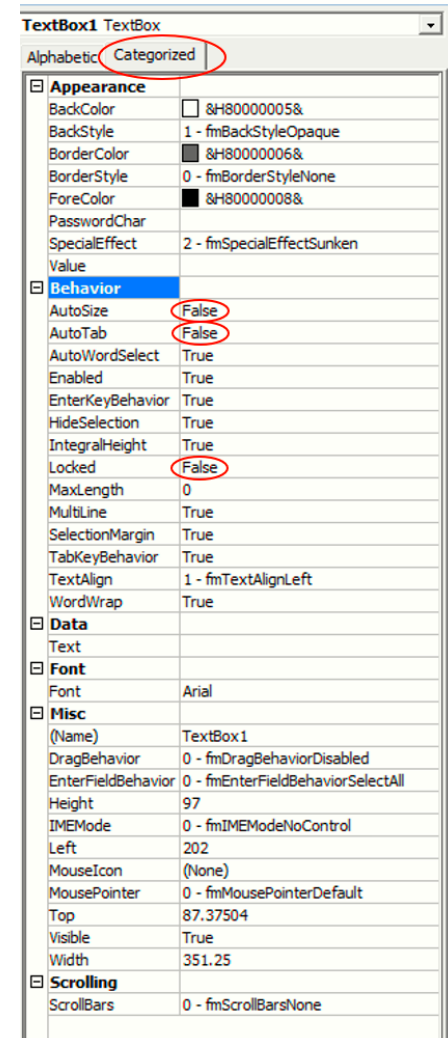 TextBox1 TextBox
Alphabetic Categorized
Appearance
BackColor &H80000005&
BackStyle 1 - fmBackStyleOpaque
BorderColor &H80000006&
BorderStyle 0 - fmBorderStyleNone
ForeColor &H80000008&
PasswordChar
SpecialEffect 2 - fmSpecialEffectSunken
Value
Behavior
AutoSize False
AutoTab False
AutoWordSelect True
Enabled True
EnterKeyBehavior True
HideSelection True
IntegralHeight True
Locked False
MaxLength 0
MultiLine True
SelectionMargin True
TabKeyBehavior True
TextAlign 1 - fmTextAlignLeft
WordWrap True
Data
Text
Font
Font Arial
Misc
(Name) TextBox1
DragBehavior 0 - fmDragBehaviorDisabled
EnterFieldBehavior 0 - fmEnterFieldBehaviorSelectAll
Height 97
IMEMode 0 - fmIMEModeNoControl
Left 202
MouseIcon (None)
MousePointer 0 - fmMousePointerDefault
Top 87.37504
Visible True
Width 351.25
Scrolling
ScrollBars 0 - fmScrollBarsNone